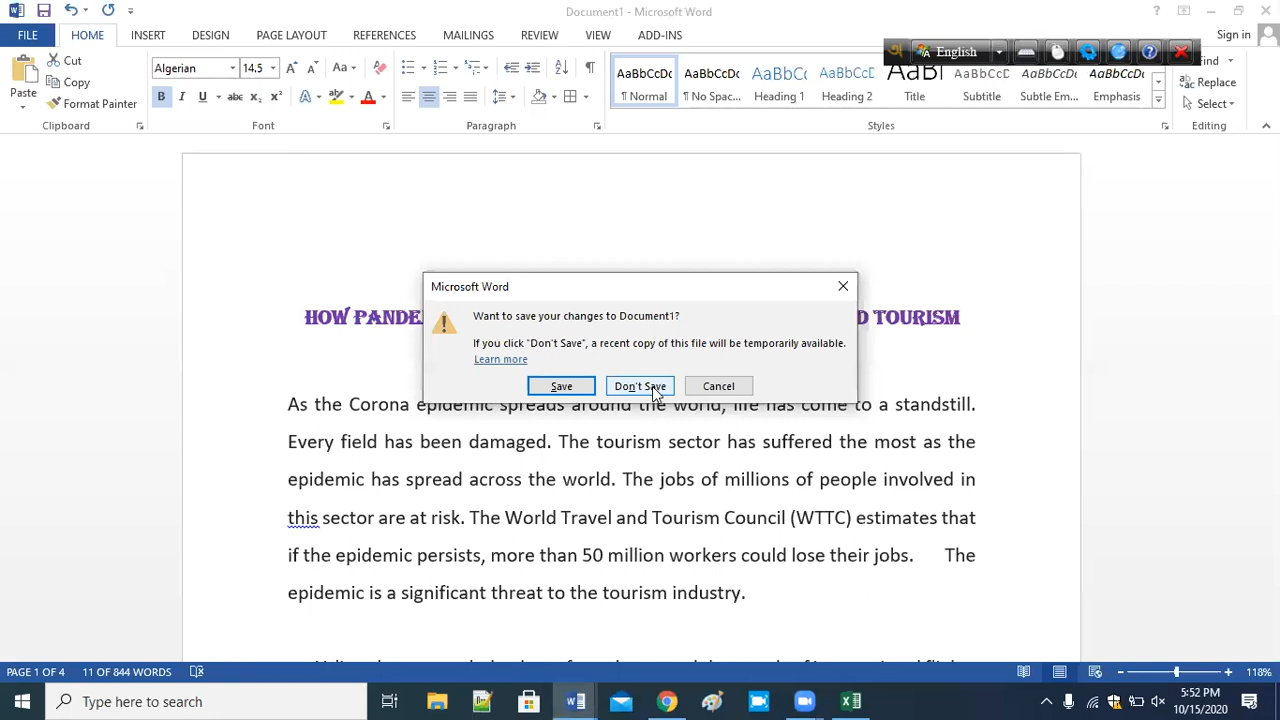 Document1 - Microsoft Word
?
FILE HOME INSERT DESIGN PAGE LAYOUT REFERENCES MAILINGS REVIEW VIEW ADD-INS Sign in
English ?
Paste
Cut
Copy
Format Painter
Clipboard
Algerian 14.5 Aa
B I U abc x₂ x² A A
Font
Paragraph
AaBbCcDc AaBbCcDc AaBbCc AaBbCcD AaBl AaBbCcD AaBbCcDc AaBbCcDc
¶ Normal ¶ No Spac... Heading 1 Heading 2 Title Subtitle Subtle Em... Emphasis
Styles
Replace
Select
Editing
Microsoft Word
Want to save your changes to Document1?
If you click "Don't Save", a recent copy of this file will be temporarily available.
Learn more
Save Don't Save Cancel
HOW TOURISM
As the Corona epidemic spreads around the world, life has come to a standstill.
Every field has been damaged. The tourism sector has suffered the most as the
epidemic has spread across the world. The jobs of millions of people involved in
this sector are at risk. The World Travel and Tourism Council (WTTC) estimates that
if the epidemic persists, more than 50 million workers could lose their jobs. The
epidemic is a significant threat to the tourism industry.
PAGE 1 OF 4 11 OF 844 WORDS 118%
Type here to search
5:52 PM
10/15/2020